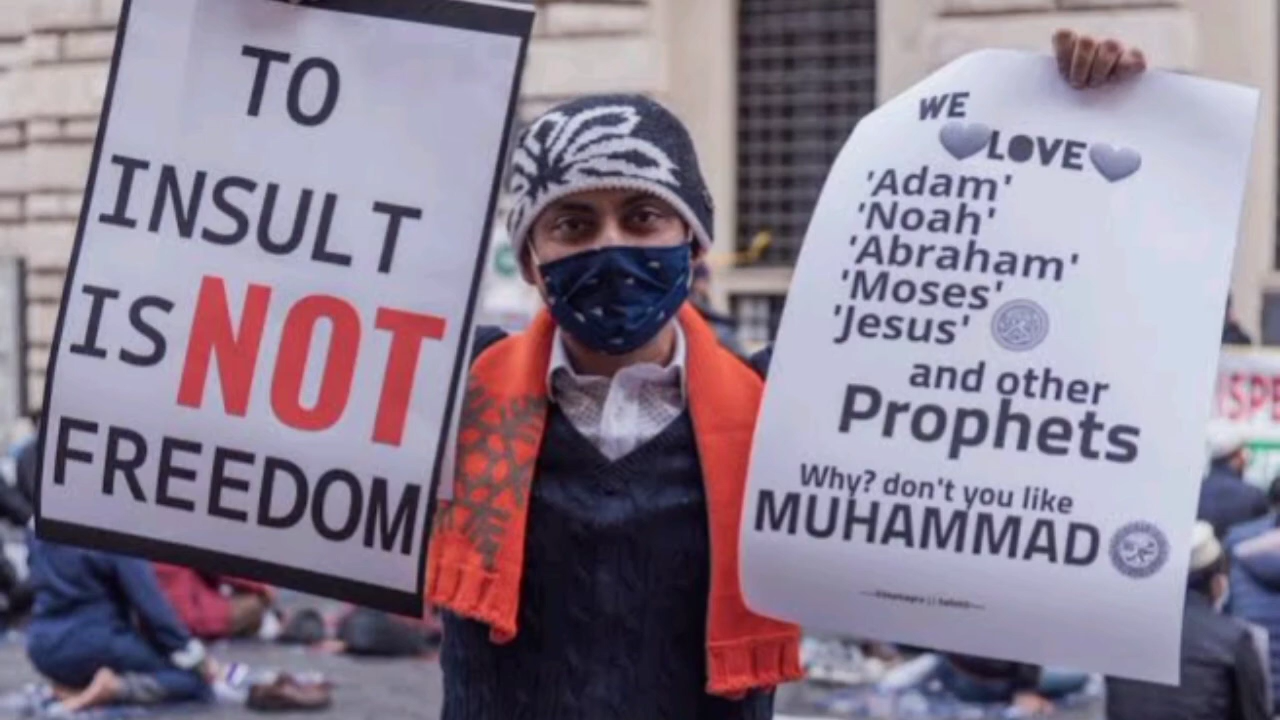 TO
INSULT
IS NOT
FREEDOM
WE
LOVE
'Adam'
'Noah'
'Abraham'
'Moses'
'Jesus'
and other
Prophets
Why? don't you like
MUHAMMAD